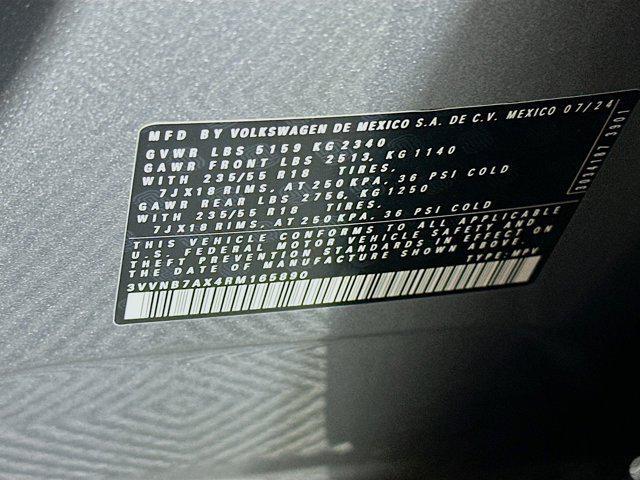 MFD BY VOLKSWAGEN DE MEXICO S.A. DE C.V. MEXICO 07/24
GVWR LBS 5159 KG 2340
GAWR FRONT LBS 2513, KG 1140
WITH 235/55 R18 TIRES,
7JX18 RIMS, AT 250 KPA, 36 PSI COLD
GAWR REAR LBS 2756, KG 1250
WITH 235/55 R18 TIRES,
7JX18 RIMS, AT 250 KPA, 36 PSI COLD
THIS VEHICLE CONFORMS TO ALL APPLICABLE
U.S. FEDERAL MOTOR VEHICLE SAFETY AND
THEFT PREVENTION STANDARDS IN EFFECT ON
THE DATE OF MANUFACTURE SHOWN ABOVE.
3VVNB7AX4RM165890 TYPE: MPV